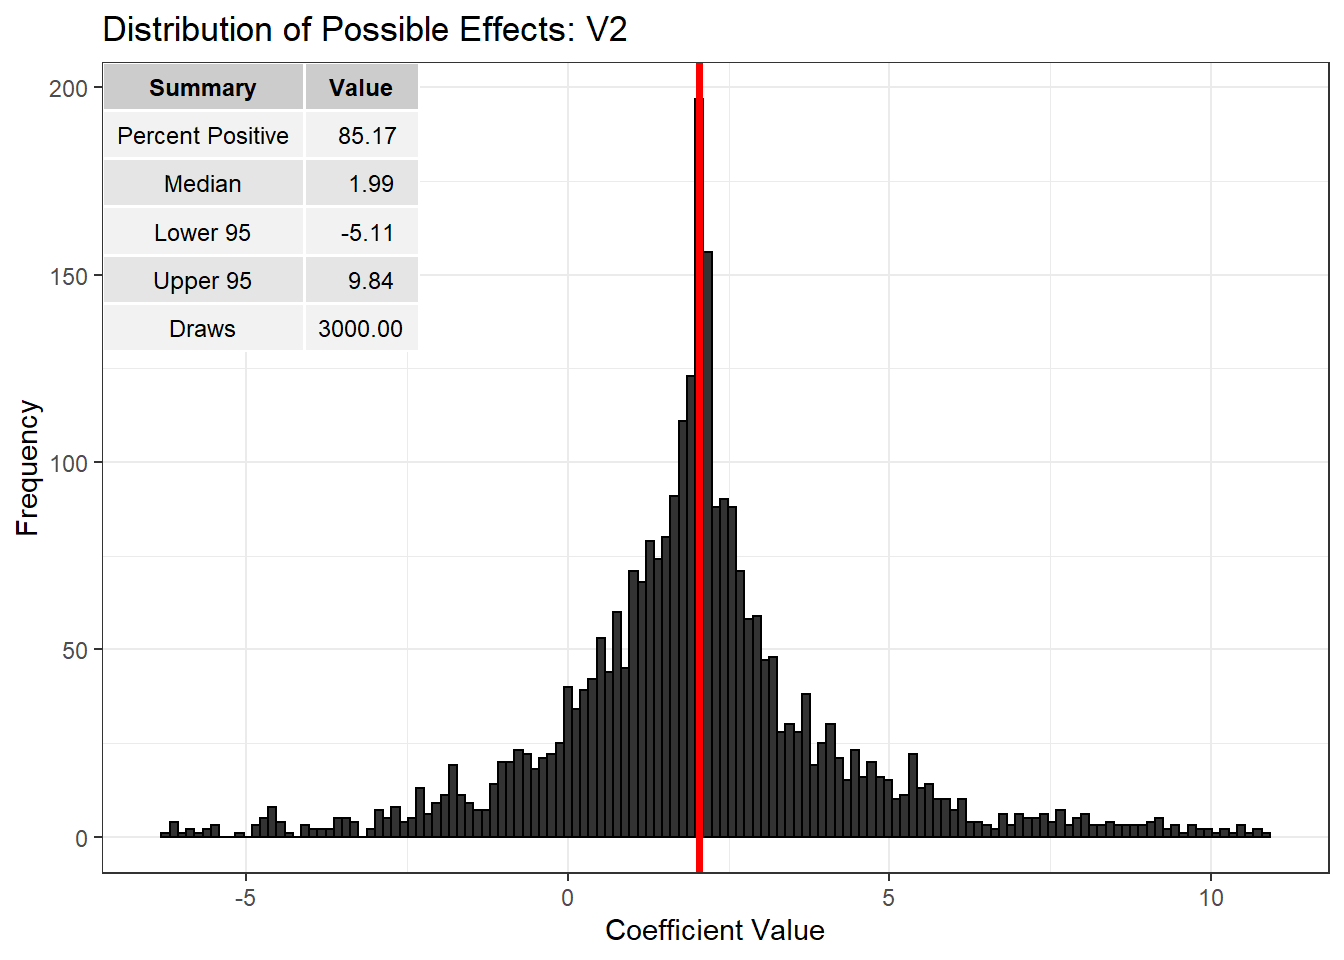 Distribution of Possible Effects: V2
Summary Value
Percent Positive 85.17
Median 1.99
Lower 95 -5.11
Upper 95 9.84
Draws 3000.00
200
150
100
50
0
Frequency
-5 0 5 10
Coefficient Value